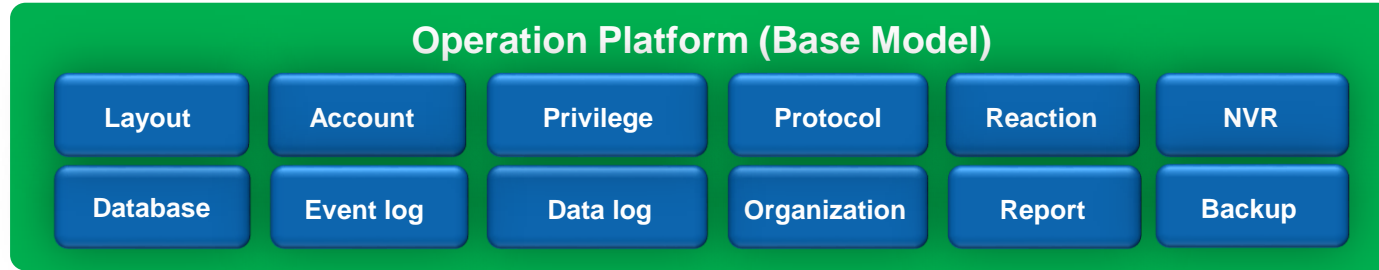 Operation Platform (Base Model)
Layout Account Privilege Protocol Reaction NVR
Database Event log Data log Organization Report Backup